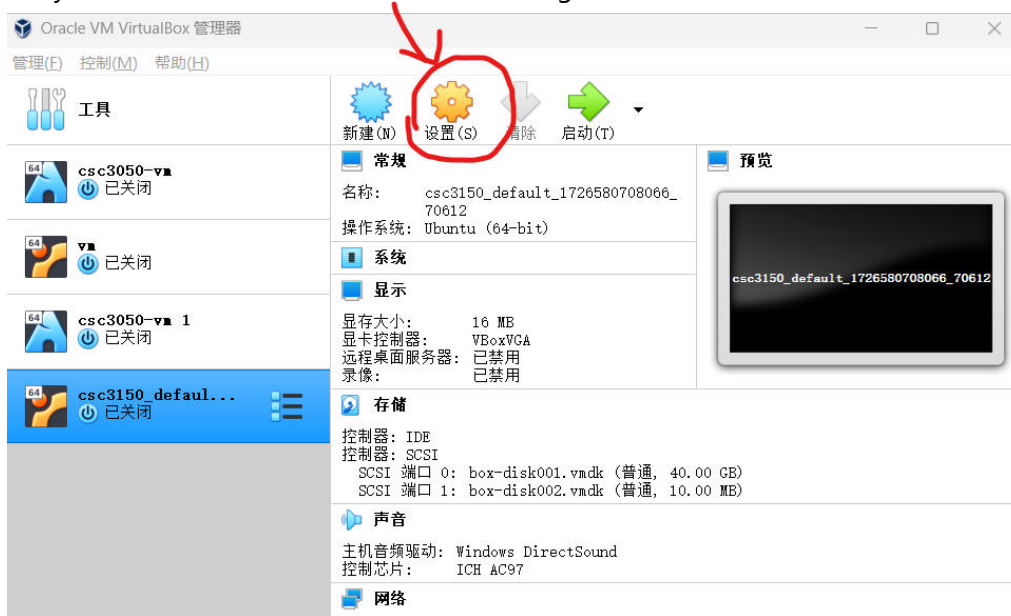 Oracle VM VirtualBox 管理器
管理(F) 控制(M) 帮助(H)
工具
新建(N) 设置(S) 清除 启动(T)
64 csc3050-vm
已关闭
64 vm
已关闭
64 csc3050-vm 1
已关闭
64 csc3150_defaul...
已关闭
常规
名称: csc3150_default_1726580708066_
70612
操作系统: Ubuntu (64-bit)
系统
显示
显存大小: 16 MB
显卡控制器: VBoxVGA
远程桌面服务器: 已禁用
录像: 已禁用
预览
csc3150_default_1726580708066_70612
存储
控制器: IDE
控制器: SCSI
SCSI 端口 0: box-disk001.vmdk (普通, 40.00 GB)
SCSI 端口 1: box-disk002.vmdk (普通, 10.00 MB)
声音
主机音频驱动: Windows DirectSound
控制芯片: ICH AC97
网络